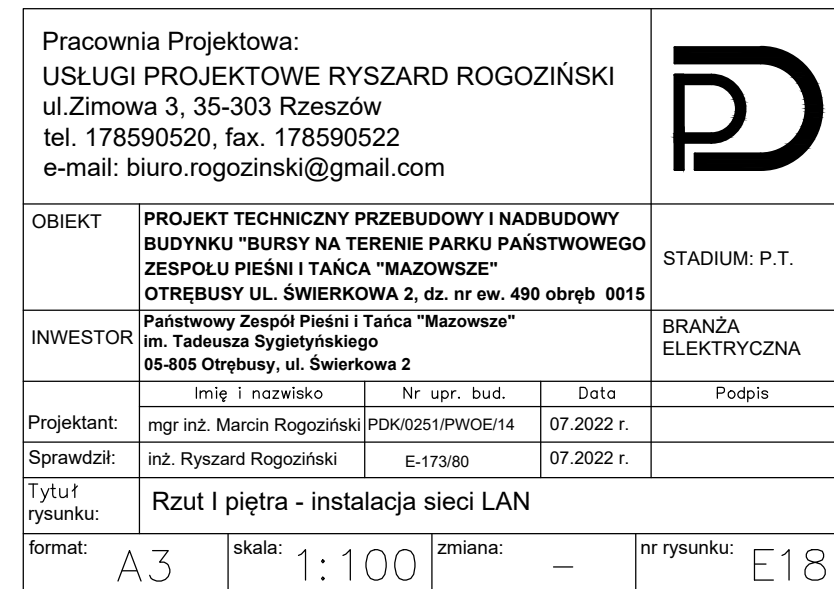 Pracownia Projektowa:
USŁUGI PROJEKTOWE RYSZARD ROGOZIŃSKI
ul.Zimowa 3, 35-303 Rzeszów
tel. 178590520, fax. 178590522
e-mail: biuro.rogozinski@gmail.com
PD
OBIEKT
PROJEKT TECHNICZNY PRZEBUDOWY I NADBUDOWY
BUDYNKU "BURSY NA TERENIE PARKU PAŃSTWOWEGO
ZESPOŁU PIEŚNI I TAŃCA "MAZOWSZE"
OTRĘBUSY UL. ŚWIERKOWA 2, dz. nr ew. 490 obręb 0015
STADIUM: P.T.
INWESTOR
Państwowy Zespół Pieśni i Tańca "Mazowsze"
im. Tadeusza Sygietyńskiego
05-805 Otrębusy, ul. Świerkowa 2
BRANŻA
ELEKTRYCZNA
Imię i nazwisko Nr upr. bud. Data Podpis
Projektant: mgr inż. Marcin Rogoziński PDK/0251/PWOE/14 07.2022 r.
Sprawdził: inż. Ryszard Rogoziński E-173/80 07.2022 r.
Tytuł
rysunku:
Rzut I piętra - instalacja sieci LAN
format: A3 skala: 1:100 zmiana: – nr rysunku: E18